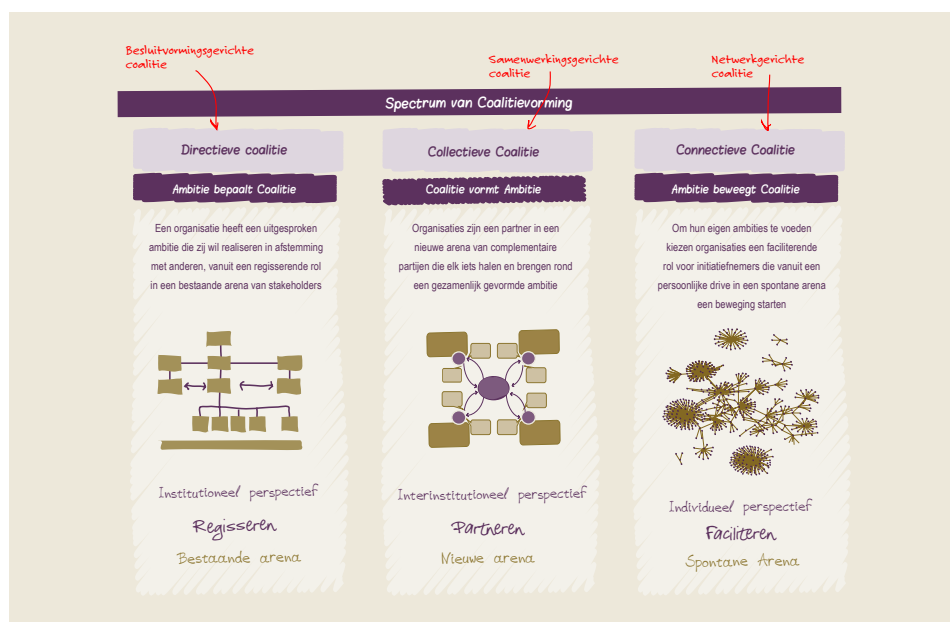 Besluitvormingsgerichte
coalitie
Samenwerkingsgerichte
coalitie
Netwerkgerichte
coalitie
Spectrum van Coalitievorming
Directieve coalitie
Ambitie bepaalt Coalitie
Een organisatie heeft een uitgesproken
ambitie die zij wil realiseren in afstemming
met anderen, vanuit een regisserende rol
in een bestaande arena van stakeholders
Institutioneel perspectief
Regisseren
Bestaande arena
Collectieve Coalitie
Coalitie vormt Ambitie
Organisaties zijn een partner in een
nieuwe arena van complementaire
partijen die elk iets halen en brengen rond
een gezamenlijk gevormde ambitie
Interinstitutioneel perspectief
Partneren
Nieuwe arena
Connectieve Coalitie
Ambitie beweegt Coalitie
Om hun eigen ambities te voeden
kiezen organisaties een faciliterende
rol voor initiatiefnemers die vanuit een
persoonlijke drive in een spontane arena
een beweging starten
Individueel perspectief
Faciliteren
Spontane Arena